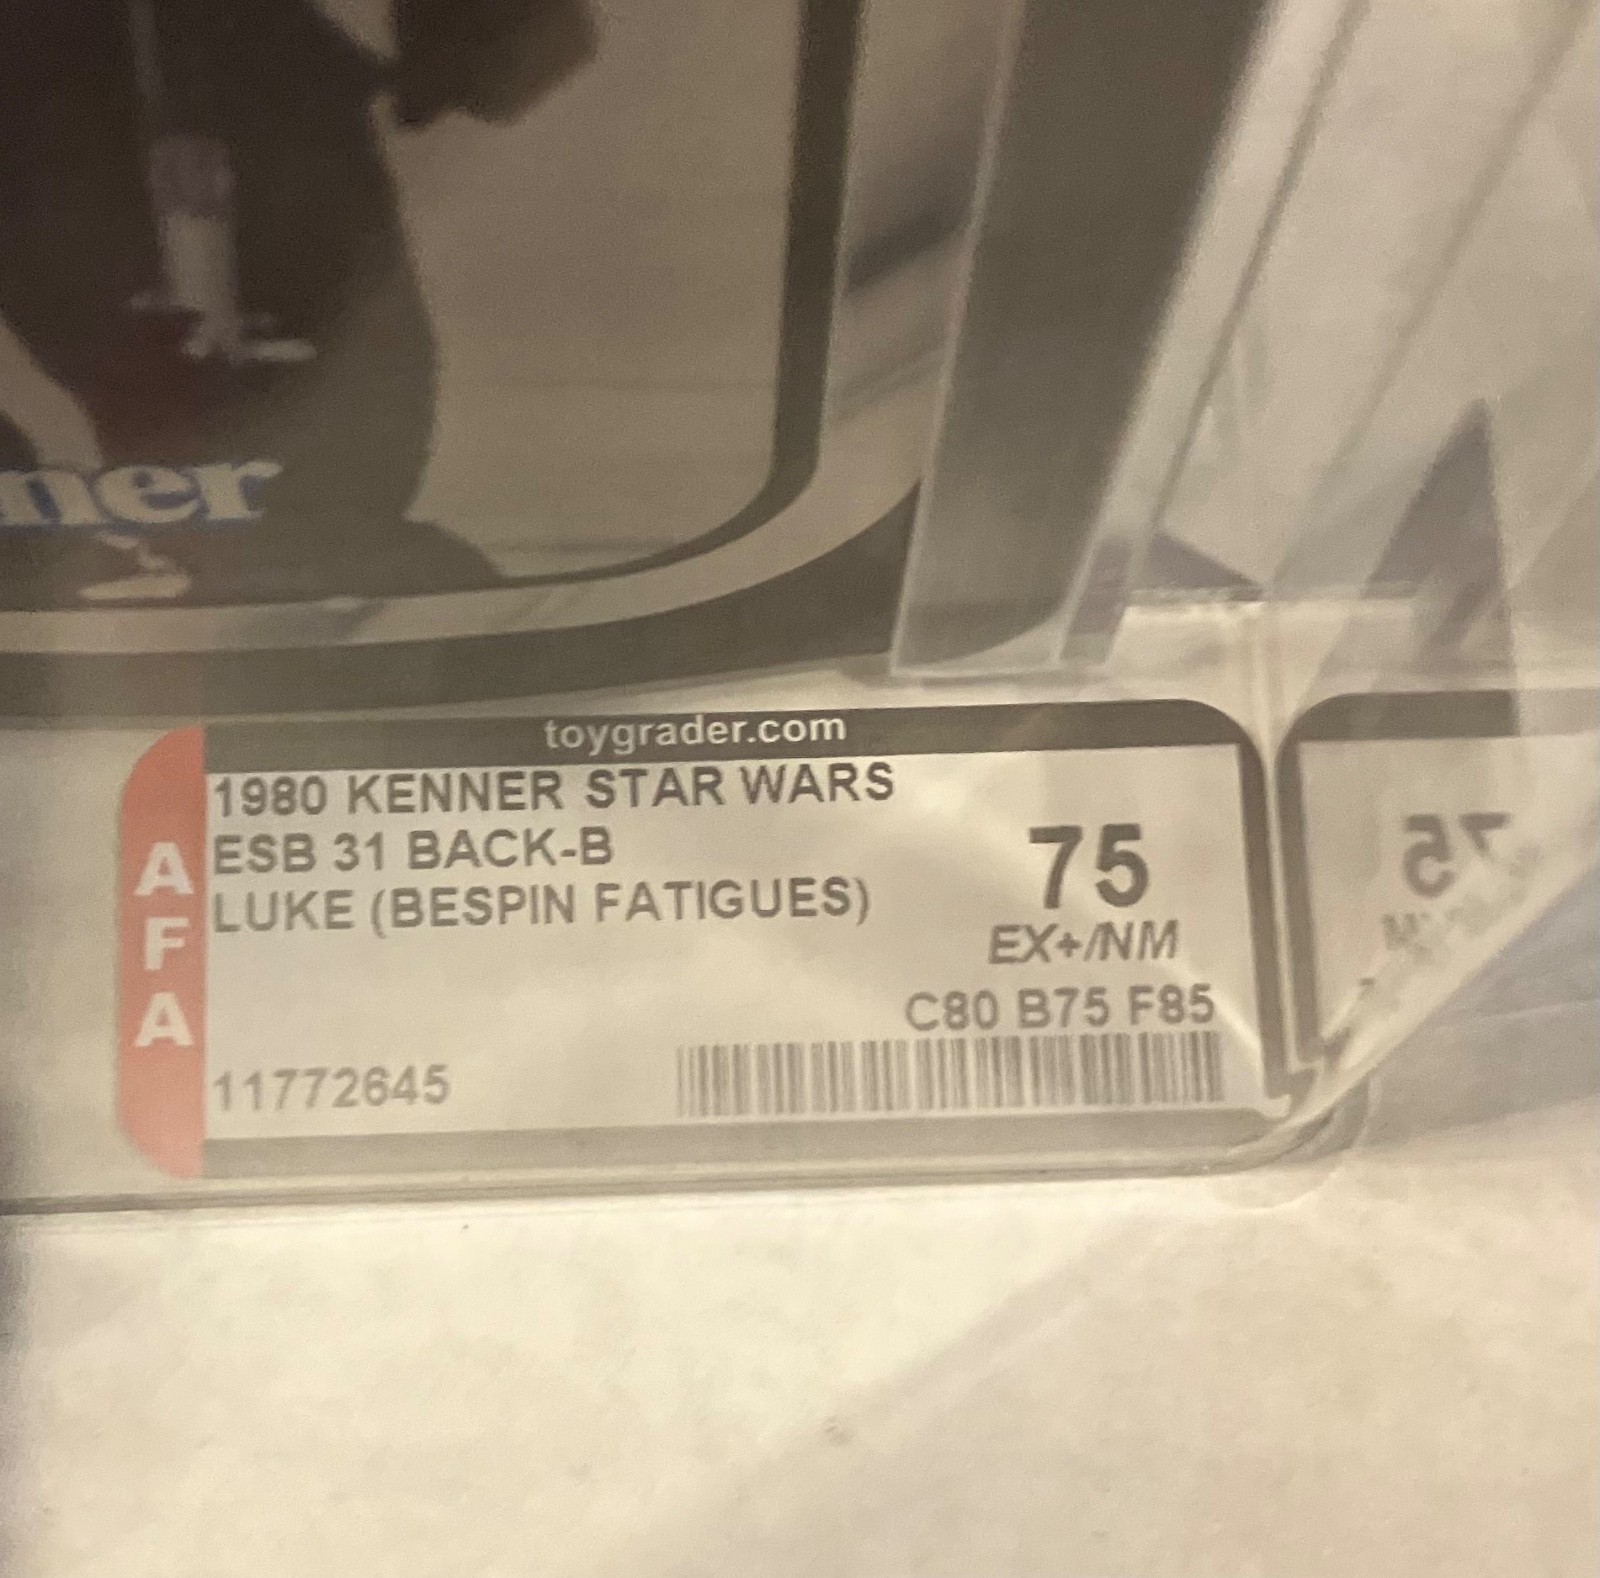 ner
toygrader.com
1980 KENNER STAR WARS
ESB 31 BACK-B
LUKE (BESPIN FATIGUES)
75
EX+/NM
C80 B75 F85
11772645
AFA
75